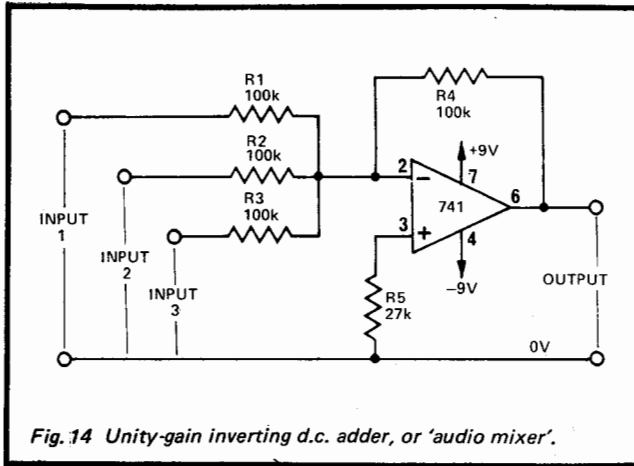 R1
100k
R2
100k
R3
100k
R4
100k
+9V
2
7
741
6
3
4
-9V
R5
27k
INPUT
1
INPUT
2
INPUT
3
OUTPUT
0V
Fig. 14 Unity-gain inverting d.c. adder, or 'audio mixer'.